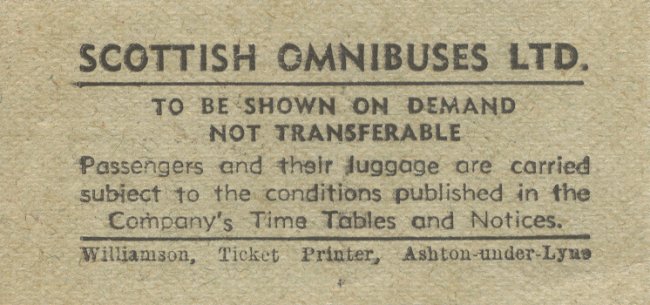 SCOTTISH OMNIBUSES LTD.
TO BE SHOWN ON DEMAND
NOT TRANSFERABLE
Passengers and their luggage are carried
subject to the conditions published in the
Company's Time Tables and Notices.
Williamson, Ticket Printer, Ashton-under-Lyne